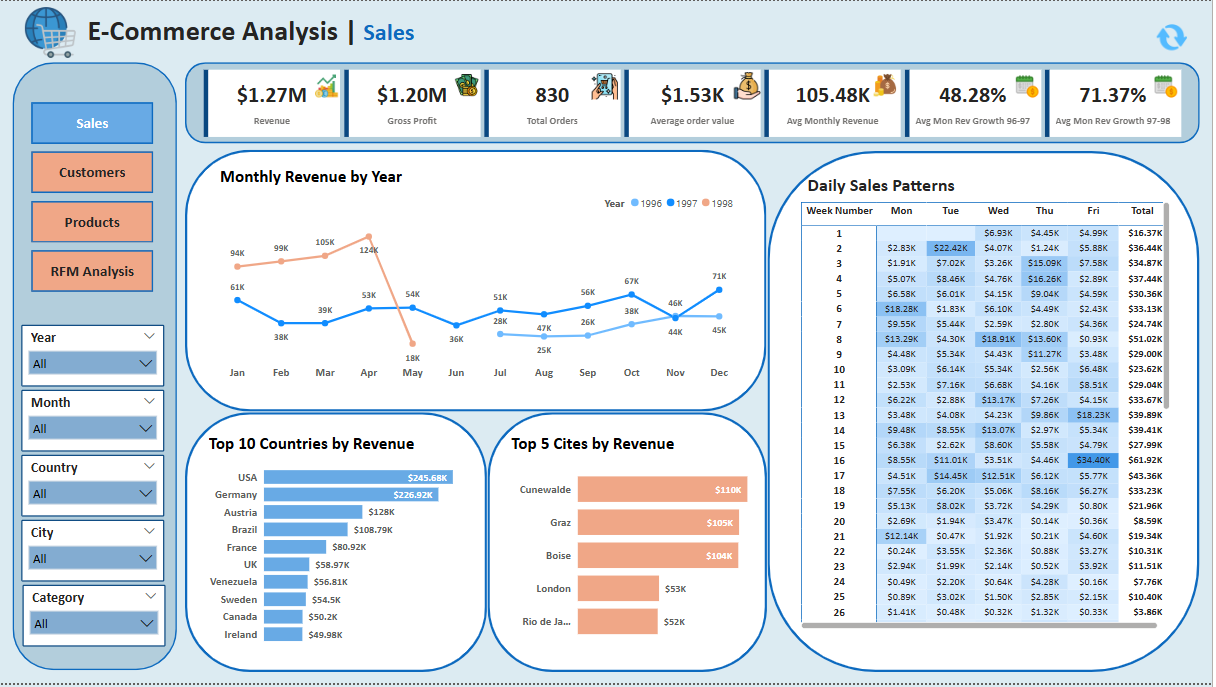 E-Commerce Analysis | Sales
$1.27M $1.20M 830 $1.53K 105.48K 48.28% 71.37%
Revenue Gross Profit Total Orders Average order value Avg Monthly Revenue Avg Mon Rev Growth 96-97 Avg Mon Rev Growth 97-98
Sales
Customers
Products
RFM Analysis
Year
All
Month
All
Country
All
City
All
Category
All
Monthly Revenue by Year
Year 1996 1997 1998
94K 99K 105K 124K 18K
61K 38K 39K 53K 54K 36K 51K 47K 56K 67K 44K 71K
28K 25K 26K 38K 46K 45K
Jan Feb Mar Apr May Jun Jul Aug Sep Oct Nov Dec
Top 10 Countries by Revenue
USA $245.68K
Germany $226.92K
Austria $128K
Brazil $108.79K
France $80.92K
UK $58.97K
Venezuela $56.81K
Sweden $54.5K
Canada $50.2K
Ireland $49.98K
Top 5 Cites by Revenue
Cunewalde $110K
Graz $105K
Boise $104K
London $53K
Rio de Ja... $52K
Daily Sales Patterns
Week Number Mon Tue Wed Thu Fri Total
1 $6.93K $4.45K $4.99K $16.37K
2 $2.83K $22.42K $4.07K $1.24K $5.88K $36.44K
3 $1.91K $7.02K $3.26K $15.09K $7.58K $34.87K
4 $5.07K $8.46K $4.76K $16.26K $2.89K $37.44K
5 $6.58K $6.01K $4.15K $9.04K $4.59K $30.36K
6 $18.28K $1.83K $6.10K $4.49K $2.43K $33.13K
7 $9.55K $5.44K $2.59K $2.80K $4.36K $24.74K
8 $13.29K $4.30K $18.91K $13.60K $0.93K $51.02K
9 $4.48K $5.34K $4.43K $11.27K $3.48K $29.00K
10 $3.09K $6.14K $5.34K $2.56K $6.48K $23.62K
11 $2.53K $7.16K $6.68K $4.16K $8.51K $29.04K
12 $6.22K $2.88K $13.17K $7.26K $4.15K $33.67K
13 $3.48K $4.08K $4.23K $9.86K $18.23K $39.89K
14 $9.48K $8.55K $13.07K $2.97K $5.34K $39.41K
15 $6.38K $2.62K $8.60K $5.58K $4.79K $27.99K
16 $8.55K $11.01K $3.51K $4.46K $34.40K $61.92K
17 $4.51K $14.45K $12.51K $6.12K $5.77K $43.36K
18 $7.55K $6.20K $5.06K $8.16K $6.27K $33.23K
19 $5.13K $8.02K $3.72K $4.29K $0.80K $21.96K
20 $2.69K $1.94K $3.47K $0.14K $0.36K $8.59K
21 $12.14K $0.47K $1.92K $0.21K $4.60K $19.34K
22 $0.24K $3.55K $2.36K $0.88K $3.27K $10.31K
23 $2.94K $1.99K $2.14K $0.52K $3.92K $11.51K
24 $0.49K $2.20K $0.64K $4.28K $0.16K $7.76K
25 $0.89K $3.02K $1.50K $2.85K $2.15K $10.40K
26 $1.41K $0.48K $0.32K $1.32K $0.33K $3.86K